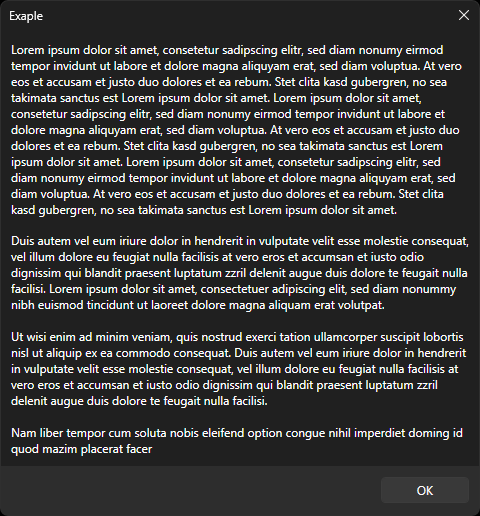 Exaple
Lorem ipsum dolor sit amet, consetetur sadipscing elitr, sed diam nonumy eirmod
tempor invidunt ut labore et dolore magna aliquyam erat, sed diam voluptua. At vero
eos et accusam et justo duo dolores et ea rebum. Stet clita kasd gubergren, no sea
takimata sanctus est Lorem ipsum dolor sit amet. Lorem ipsum dolor sit amet,
consetetur sadipscing elitr, sed diam nonumy eirmod tempor invidunt ut labore et
dolore magna aliquyam erat, sed diam voluptua. At vero eos et accusam et justo duo
dolores et ea rebum. Stet clita kasd gubergren, no sea takimata sanctus est Lorem
ipsum dolor sit amet. Lorem ipsum dolor sit amet, consetetur sadipscing elitr, sed
diam nonumy eirmod tempor invidunt ut labore et dolore magna aliquyam erat, sed
diam voluptua. At vero eos et accusam et justo duo dolores et ea rebum. Stet clita
kasd gubergren, no sea takimata sanctus est Lorem ipsum dolor sit amet.
Duis autem vel eum iriure dolor in hendrerit in vulputate velit esse molestie consequat,
vel illum dolore eu feugiat nulla facilisis at vero eros et accumsan et iusto odio
dignissim qui blandit praesent luptatum zzril delenit augue duis dolore te feugait nulla
facilisi. Lorem ipsum dolor sit amet, consectetuer adipiscing elit, sed diam nonummy
nibh euismod tincidunt ut laoreet dolore magna aliquam erat volutpat.
Ut wisi enim ad minim veniam, quis nostrud exerci tation ullamcorper suscipit lobortis
nisl ut aliquip ex ea commodo consequat. Duis autem vel eum iriure dolor in hendrerit
in vulputate velit esse molestie consequat, vel illum dolore eu feugiat nulla facilisis at
vero eros et accumsan et iusto odio dignissim qui blandit praesent luptatum zzril
delenit augue duis dolore te feugait nulla facilisi.
Nam liber tempor cum soluta nobis eleifend option congue nihil imperdiet doming id
quod mazim placerat facer
OK